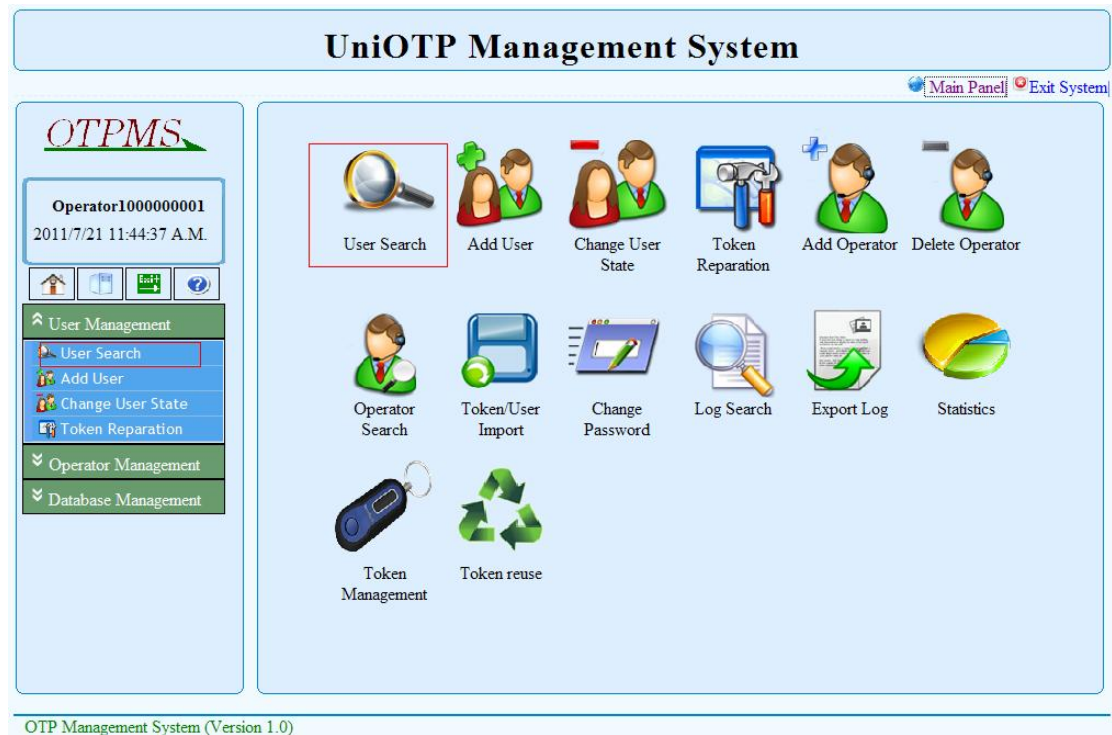 UniOTP Management System
Main Panel Exit System
OTPMS
Operator1000000001
2011/7/21 11:44:37 A.M.
Exit
User Management
User Search
Add User
Change User State
Token Reparation
Operator Management
Database Management
User Search
Add User
Change User
State
Token
Reparation
Add Operator
Delete Operator
Operator
Search
Token/User
Import
Change
Password
Log Search
Export Log
Statistics
Token
Management
Token reuse
OTP Management System (Version 1.0)